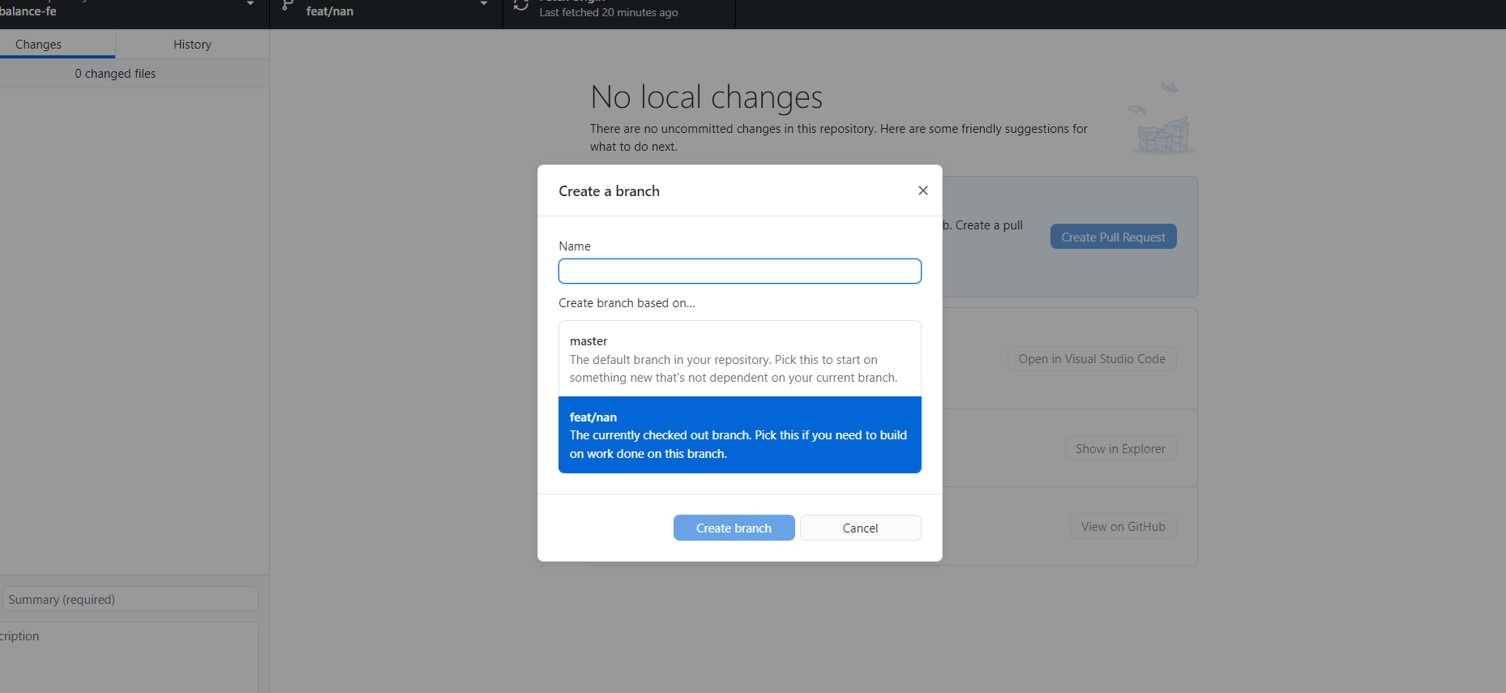 balance-fe
feat/nan
Last fetched 20 minutes ago
Changes
History
0 changed files
No local changes
There are no uncommitted changes in this repository. Here are some friendly suggestions for
what to do next.
Create a branch
b. Create a pull
Create Pull Request
Name
Create branch based on...
master
The default branch in your repository. Pick this to start on
something new that's not dependent on your current branch.
Open in Visual Studio Code
feat/nan
The currently checked out branch. Pick this if you need to build
on work done on this branch.
Show in Explorer
Create branch
Cancel
View on GitHub
Summary (required)
cription